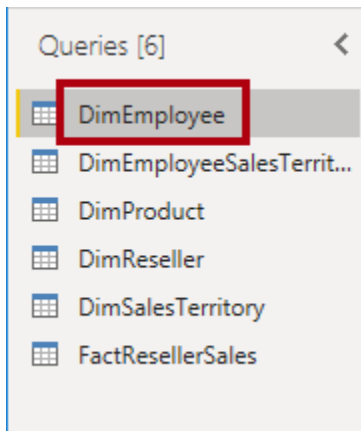 Queries [6]
DimEmployee
DimEmployeeSalesTerrit...
DimProduct
DimReseller
DimSalesTerritory
FactResellerSales